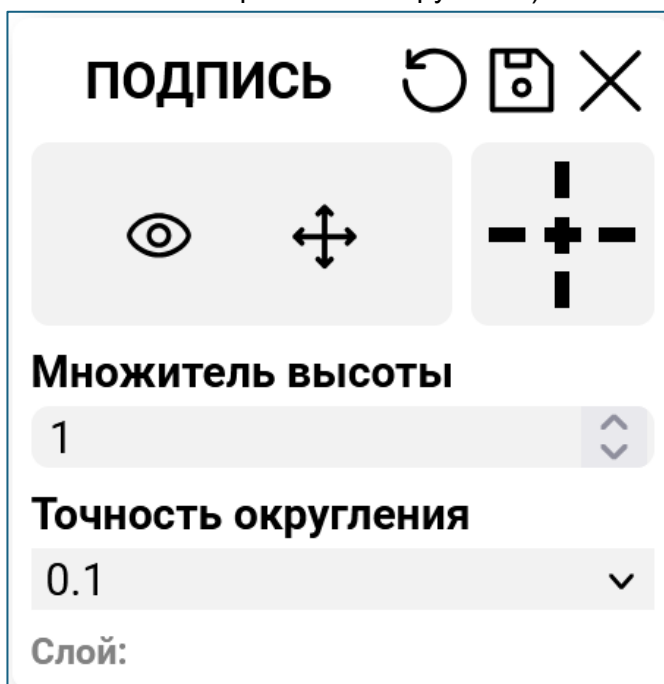 ПОДПИСЬ
Множитель высоты
1
Точность округления
0.1
Слой: